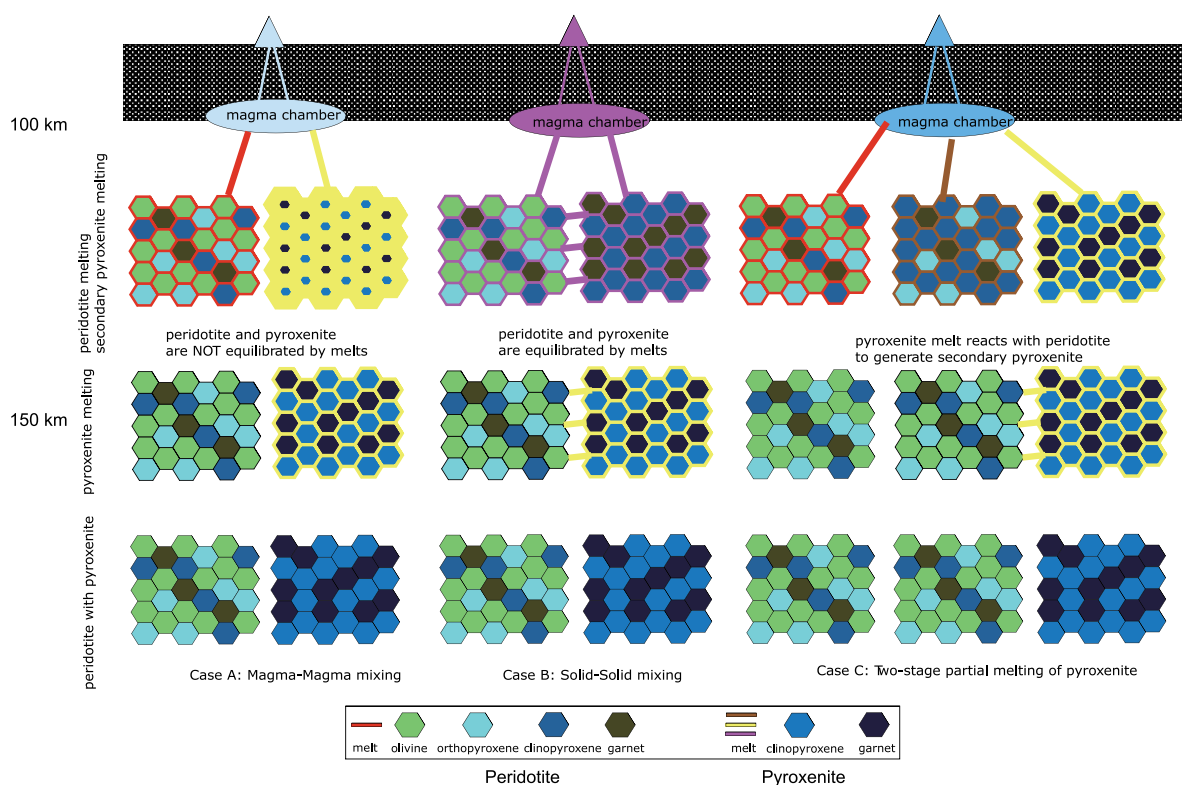 magma chamber
magma chamber
magma chamber
100 km
peridotite melting
secondary pyroxenite melting
peridotite and pyroxenite
are NOT equilibrated by melts
peridotite and pyroxenite
are equilibrated by melts
pyroxenite melt reacts with peridotite
to generate secondary pyroxenite
150 km
pyroxenite melting
peridotite with pyroxenite
Case A: Magma-Magma mixing
Case B: Solid-Solid mixing
Case C: Two-stage partial melting of pyroxenite
melt olivine orthopyroxene clinopyroxene garnet melt clinopyroxene garnet
Peridotite Pyroxenite